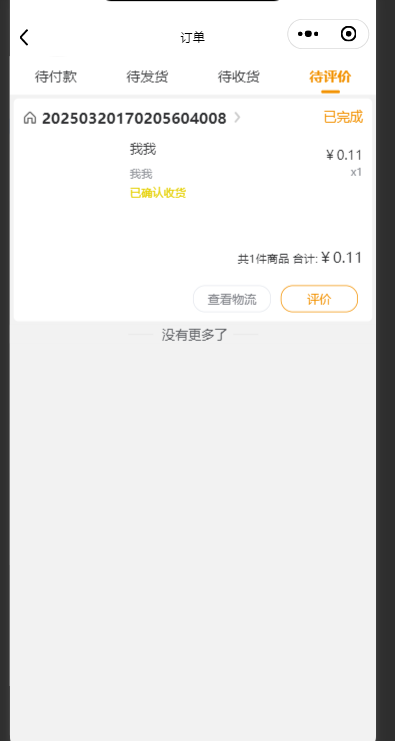 订单
待付款 待发货 待收货 待评价
20250320170205604008 已完成
我我 ¥0.11
我我 x1
已确认收货
共1件商品 合计:¥0.11
查看物流 评价
没有更多了